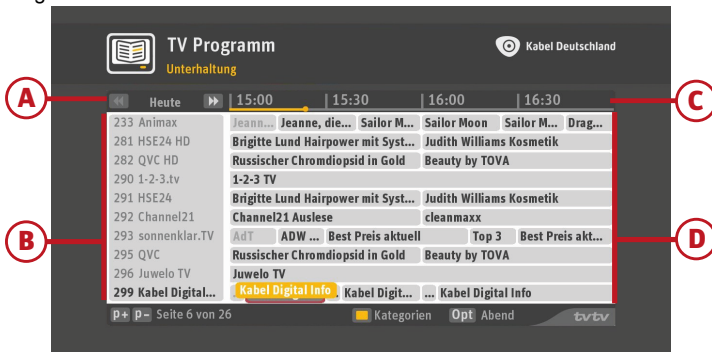 TV Programm
Unterhaltung
Kabel Deutschland
A
Heute 15:00 15:30 16:00 16:30
C
233 Animax Jeann... Jeanne, die... Sailor M... Sailor Moon Sailor M... Drag...
281 HSE24 HD Brigitte Lund Hairpower mit Syst... Judith Williams Kosmetik
282 QVC HD Russischer Chromdiopsid in Gold Beauty by TOVA
290 1-2-3.tv 1-2-3 TV
291 HSE24 Brigitte Lund Hairpower mit Syst... Judith Williams Kosmetik
292 Channel21 Channel21 Auslese cleanmaxx
B
293 sonnenklar.TV AdT ADW ... Best Preis aktuell Top 3 Best Preis akt...
D
295 QVC Russischer Chromdiopsid in Gold Beauty by TOVA
296 Juwelo TV Juwelo TV
299 Kabel Digital... Kabel Digital Info Kabel Digit... ... Kabel Digital Info
p+ p- Seite 6 von 26 Kategorien Opt Abend tvtv